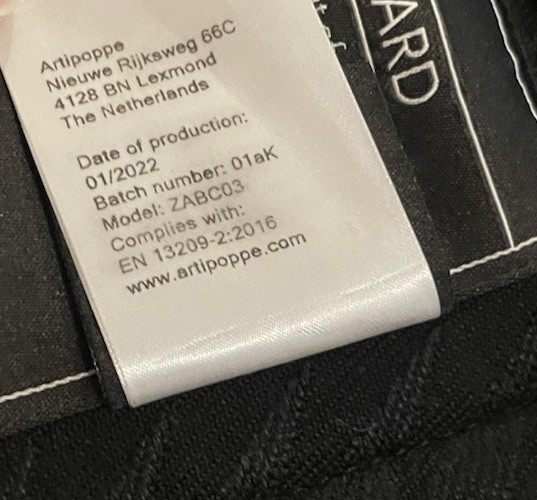 Artipoppe
Nieuwe Rijksweg 66C
4128 BN Lexmond
The Netherlands
Date of production:
01/2022
Batch number: 01aK
Model: ZABC03
Complies with:
EN 13209-2:2016
www.artipoppe.com
ARD